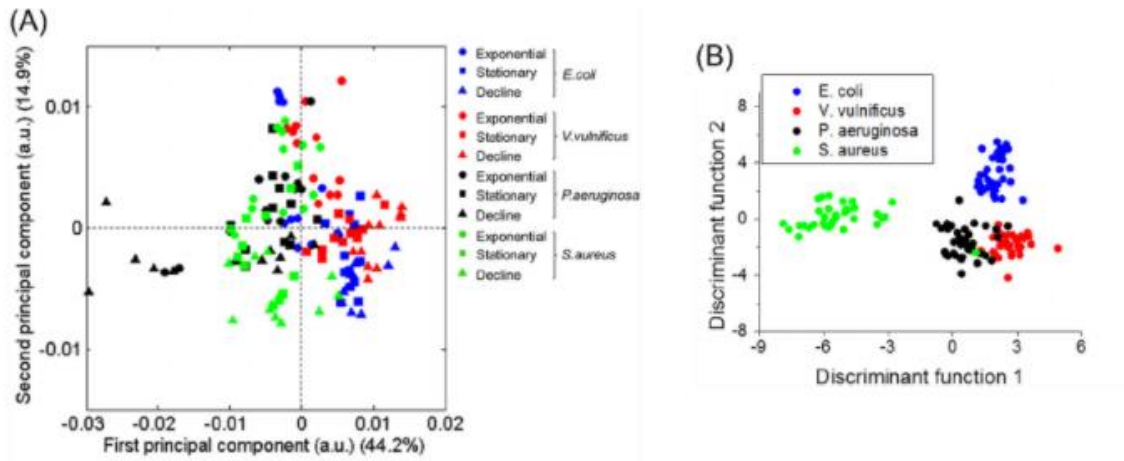 (A)
Second principal component (a.u.) (14.9%)
0.01
0
-0.01
-0.03
-0.02
-0.01
0
0.01
0.02
First principal component (a.u.) (44.2%)
Exponential
Stationary
Decline
E.coli
Exponential
Stationary
Decline
V.vulnificus
Exponential
Stationary
Decline
P.aeruginosa
Exponential
Stationary
Decline
S.aureus
(B)
E. coli
V. vulnificus
P. aeruginosa
S. aureus
Discriminant function 2
8
4
0
-4
-8
-9
-6
-3
0
3
6
Discriminant function 1